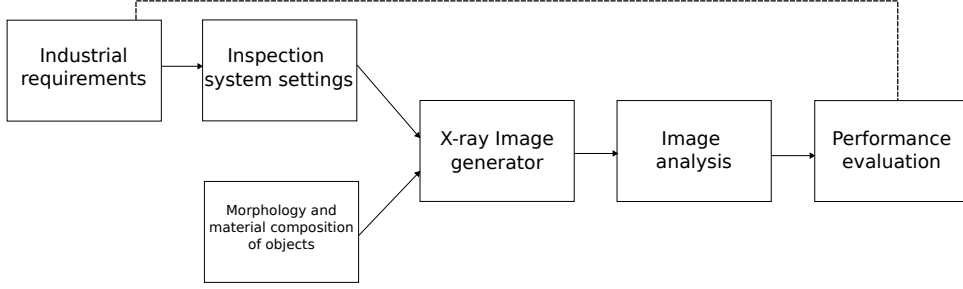 Industrial
requirements
Inspection
system settings
Morphology and
material composition
of objects
X-ray Image
generator
Image
analysis
Performance
evaluation